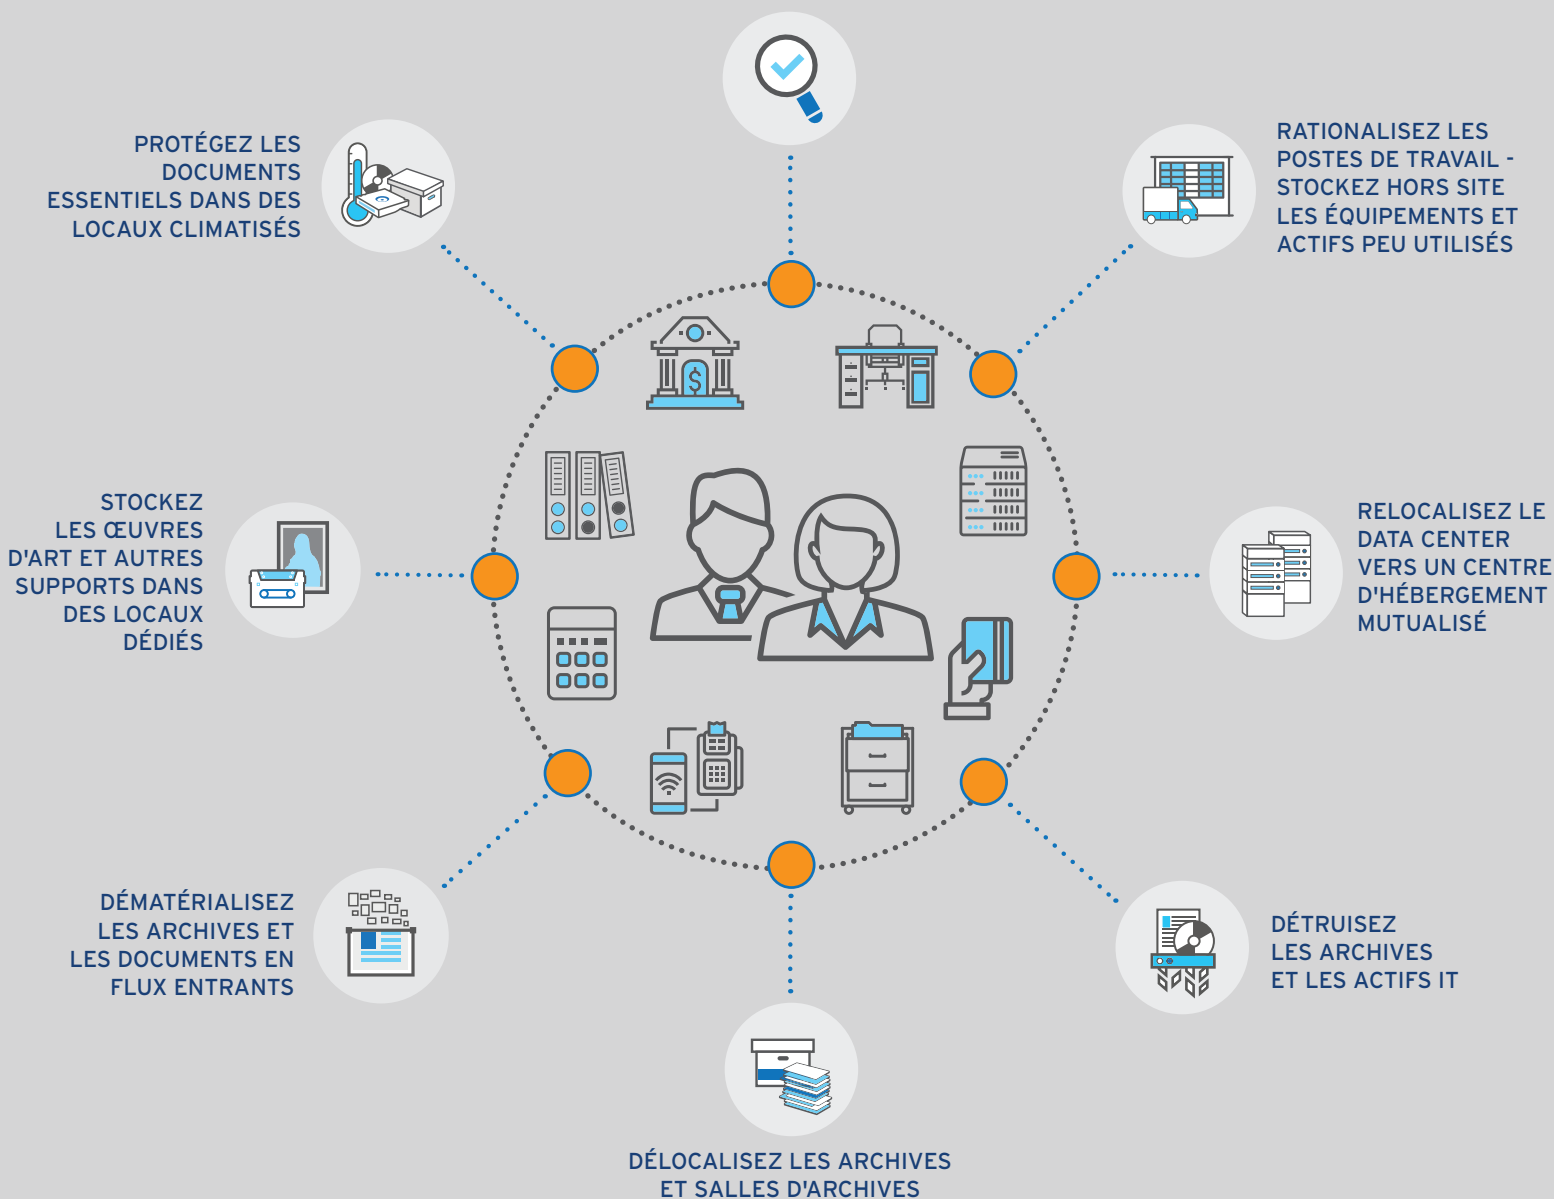 PROTÉGEZ LES
DOCUMENTS
ESSENTIELS DANS DES
LOCAUX CLIMATISÉS
RATIONALISEZ LES
POSTES DE TRAVAIL -
STOCKEZ HORS SITE
LES ÉQUIPEMENTS ET
ACTIFS PEU UTILISÉS
STOCKEZ
LES ŒUVRES
D'ART ET AUTRES
SUPPORTS DANS
DES LOCAUX
DÉDIÉS
RELOCALISEZ LE
DATA CENTER
VERS UN CENTRE
D'HÉBERGEMENT
MUTUALISÉ
DÉMATÉRIALISEZ
LES ARCHIVES ET
LES DOCUMENTS EN
FLUX ENTRANTS
DÉTRUISEZ
LES ARCHIVES
ET LES ACTIFS IT
DÉLOCALISEZ LES ARCHIVES
ET SALLES D'ARCHIVES